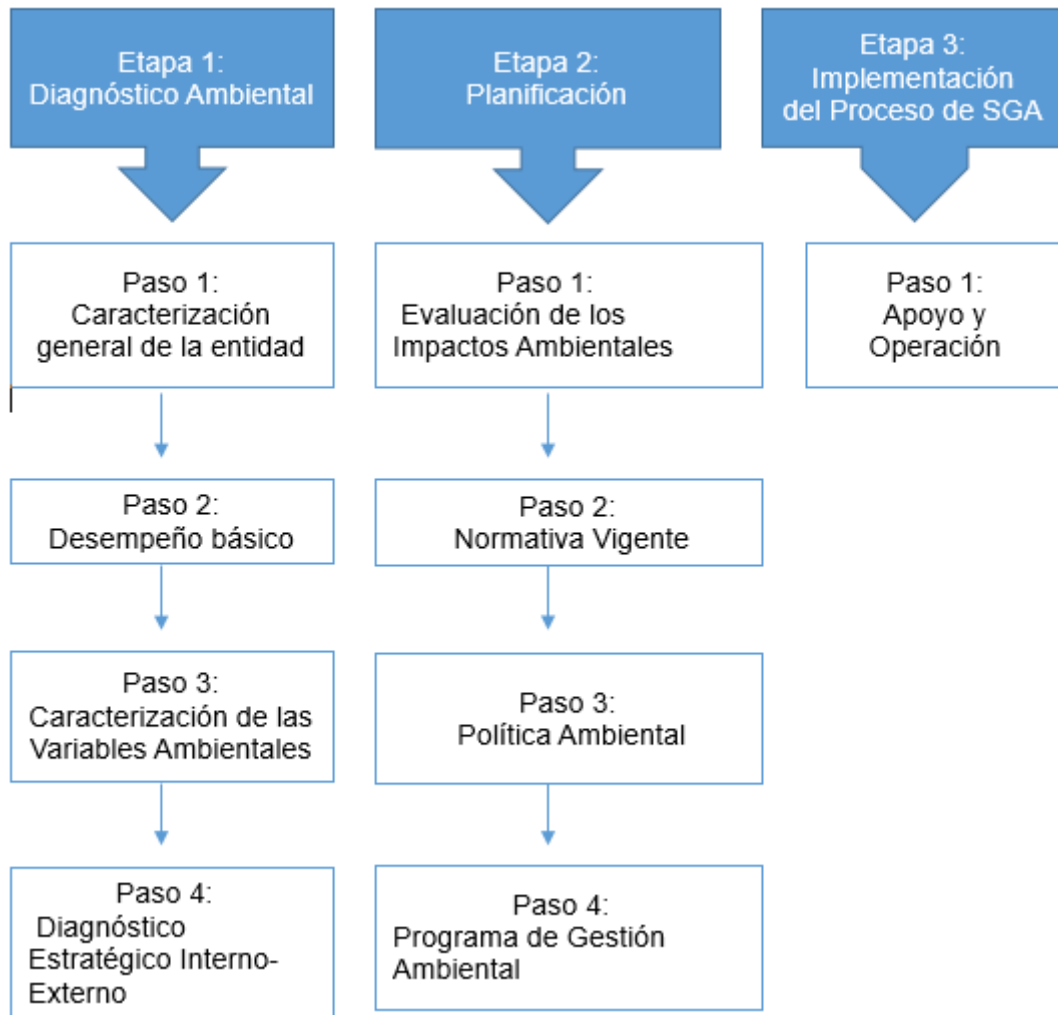 Etapa 1:
Diagnóstico Ambiental
Paso 1:
Caracterización
general de la entidad
Paso 2:
Desempeño básico
Paso 3:
Caracterización de las
Variables Ambientales
Paso 4:
Diagnóstico
Estratégico Interno-
Externo
Etapa 2:
Planificación
Paso 1:
Evaluación de los
Impactos Ambientales
Paso 2:
Normativa Vigente
Paso 3:
Política Ambiental
Paso 4:
Programa de Gestión
Ambiental
Etapa 3:
Implementación
del Proceso de SGA
Paso 1:
Apoyo y
Operación